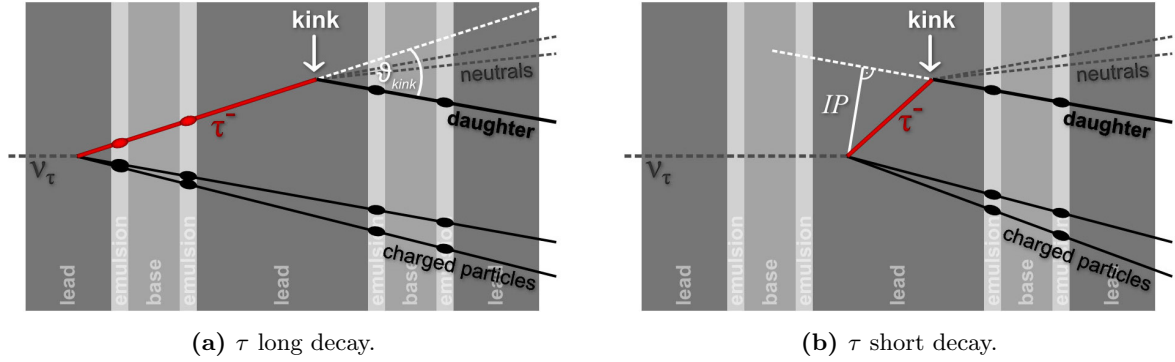 kink
ϑkink
neutrals
τ⁻
daughter
ντ
charged particles
lead
emulsion
base
emulsion
lead
emulsion
base
emulsion
lead
(a) τ long decay.
kink
neutrals
IP
τ⁻
daughter
ντ
charged particles
lead
emulsion
base
emulsion
lead
emulsion
base
emulsion
lead
(b) τ short decay.